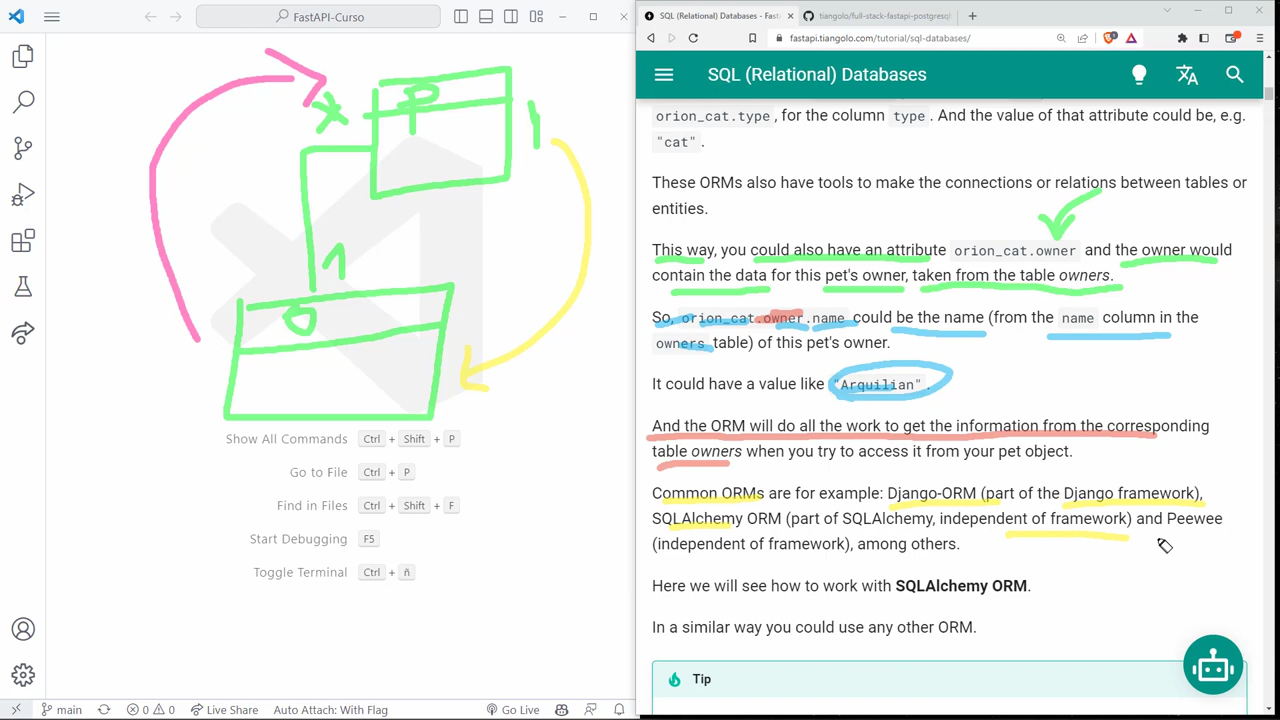 FastAPI-Curso
P
1
1
O
Show All Commands Ctrl + Shift + P
Go to File Ctrl + P
Find in Files Ctrl + Shift + F
Start Debugging F5
Toggle Terminal Ctrl + ñ
main 0 0 Live Share Auto Attach: With Flag Go Live
SQL (Relational) Databases - Fast
tiangolo/full-stack-fastapi-postgresql
fastapi.tiangolo.com/tutorial/sql-databases/
SQL (Relational) Databases
orion_cat.type , for the column type . And the value of that attribute could be, e.g.
"cat" .
These ORMs also have tools to make the connections or relations between tables or
entities.
This way, you could also have an attribute orion_cat.owner and the owner would
contain the data for this pet's owner, taken from the table owners.
So, orion_cat.owner.name could be the name (from the name column in the
owners table) of this pet's owner.
It could have a value like "Arquilian" .
And the ORM will do all the work to get the information from the corresponding
table owners when you try to access it from your pet object.
Common ORMs are for example: Django-ORM (part of the Django framework),
SQLAlchemy ORM (part of SQLAlchemy, independent of framework) and Peewee
(independent of framework), among others.
Here we will see how to work with SQLAlchemy ORM.
In a similar way you could use any other ORM.
Tip